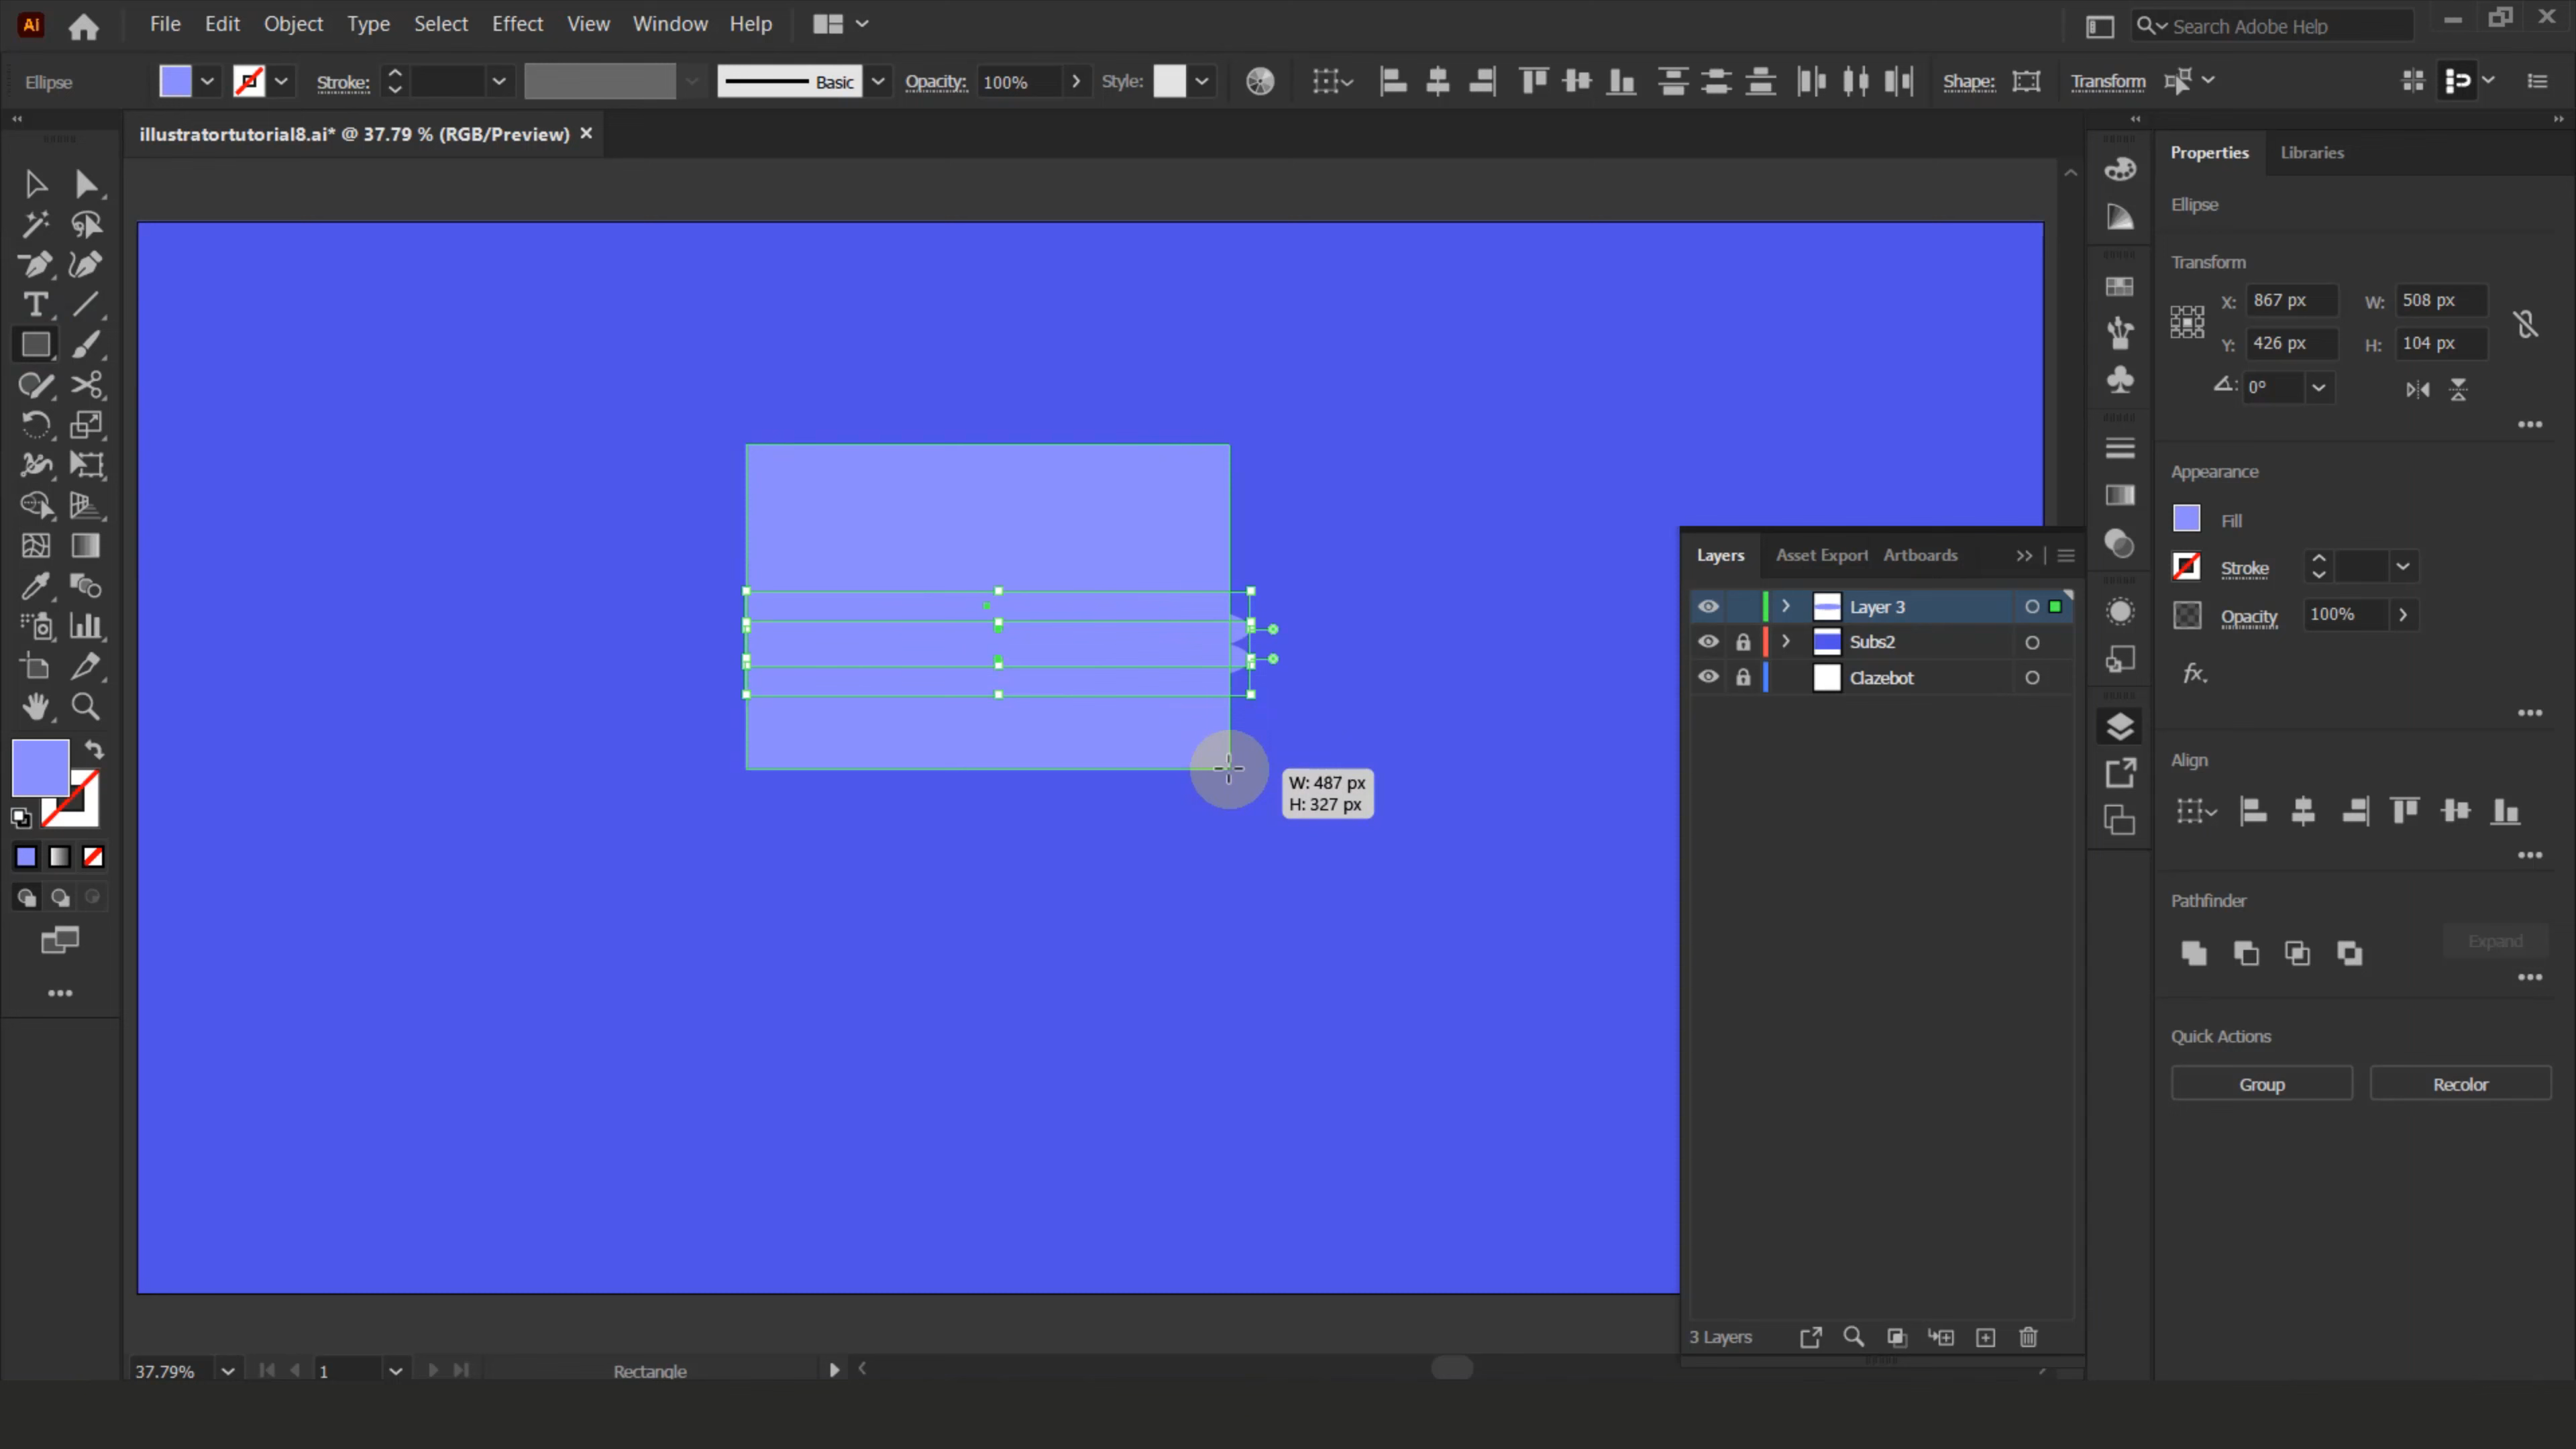 Ai File Edit Object Type Select Effect View Window Help Search Adobe Help
Ellipse Stroke: Basic Opacity: 100% Style: Shape: Transform
illustratortutorial8.ai* @ 37.79 % (RGB/Preview)
Properties Libraries
Ellipse
Transform
X: 867 px W: 508 px
Y: 426 px H: 104 px
0°
Appearance
Fill
Stroke
Opacity 100%
fx.
Align
Pathfinder
Expand
Quick Actions
Group Recolor
Layers Asset Export Artboards
Layer 3
Subs2
Clazebot
3 Layers
W: 487 px
H: 327 px
37.79% 1 Rectangle